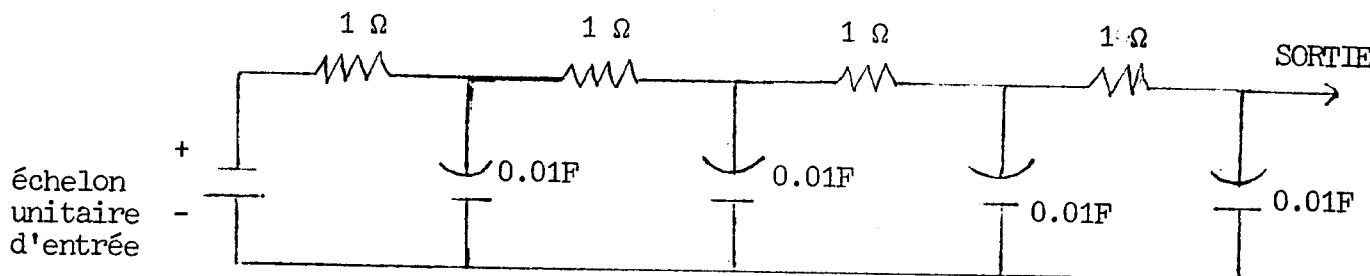 1 Ω 1 Ω 1 Ω 1 Ω
SORTIE
+
échelon
unitaire
-
d'entrée
0.01F
0.01F
0.01F
0.01F